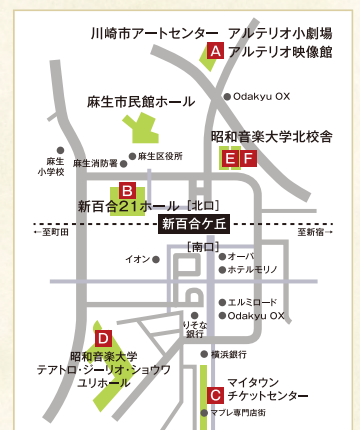 川崎市アートセンター アルテリオ小劇場
A アルテリオ映像館
麻生市民館ホール
Odakyu OX
昭和音楽大学北校舎
E F
麻生
小学校
麻生消防署
麻生区役所
B
新百合21ホール
[北口]
新百合ケ丘
←至町田
至新宿→
[南口]
イオン
オーパ
ホテルモリノ
エルミロード
Odakyu OX
りそな
銀行
D
昭和音楽大学
テアトロ・ジーリオ・ショウワ
ユリホール
横浜銀行
C マイタウン
チケットセンター
マプレ専門店街